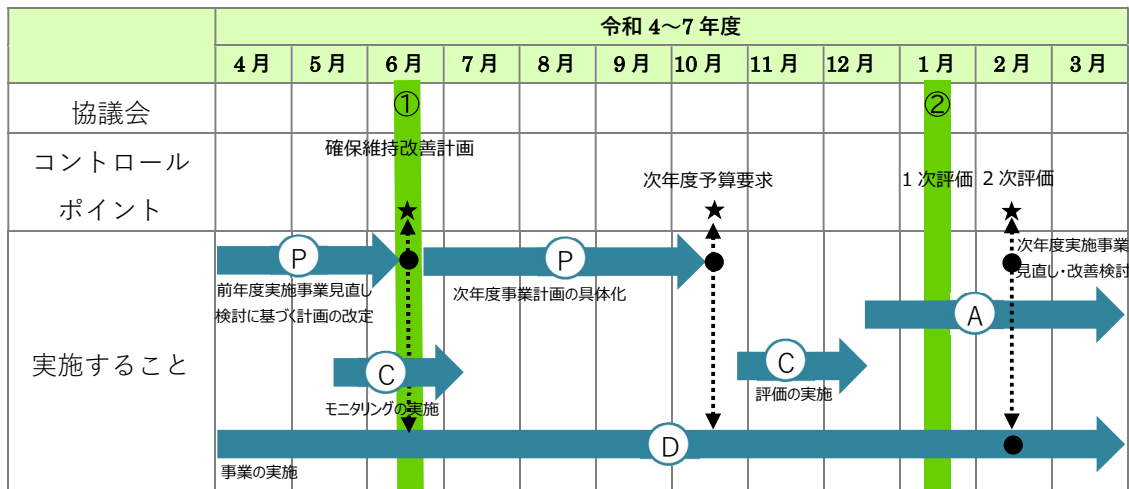 令和 4～7 年度
4 月 5 月 6 月 7 月 8 月 9 月 10 月 11 月 12 月 1 月 2 月 3 月
協議会
① ②
コントロール
ポイント
確保維持改善計画
次年度予算要求
1 次評価 2 次評価
★ ★ ★
実施すること
P
前年度実施事業見直し
検討に基づく計画の改定
P
次年度事業計画の具体化
次年度実施事業
見直し・改善検討
A
C
モニタリングの実施
C
評価の実施
D
事業の実施